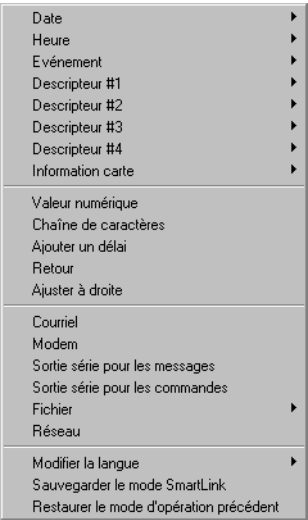 Date
Heure
Evénement
Descripteur #1
Descripteur #2
Descripteur #3
Descripteur #4
Information carte
Valeur numérique
Chaîne de caractères
Ajouter un délai
Retour
Ajuster à droite
Courriel
Modem
Sortie série pour les messages
Sortie série pour les commandes
Fichier
Réseau
Modifier la langue
Sauvegarder le mode SmartLink
Restaurer le mode d'opération précédent